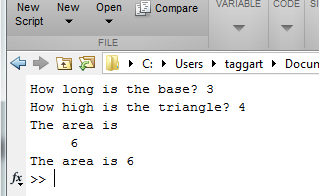 New
Script
New
Open
Compare
FILE
VARIABLE
CODE
C: ▸ Users ▸ taggart ▸
How long is the base? 3
How high is the triangle? 4
The area is
6
The area is 6
fx >>